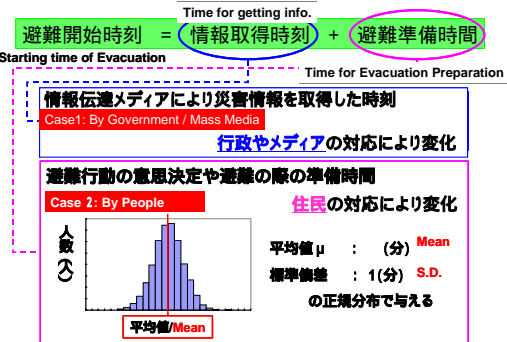 Time for getting info.
避難開始時刻 = 情報取得時刻 + 避難準備時間
Starting time of Evacuation
Time for Evacuation Preparation
情報伝達メディアにより災害情報を取得した時刻
Case1: By Government / Mass Media
行政やメディアの対応により変化
避難行動の意思決定や避難の際の準備時間
Case 2: By People
住民の対応により変化
人数(人)
平均値μ : (分) Mean
標準偏差 : 1(分) S.D.
の正規分布で与える
平均値/Mean